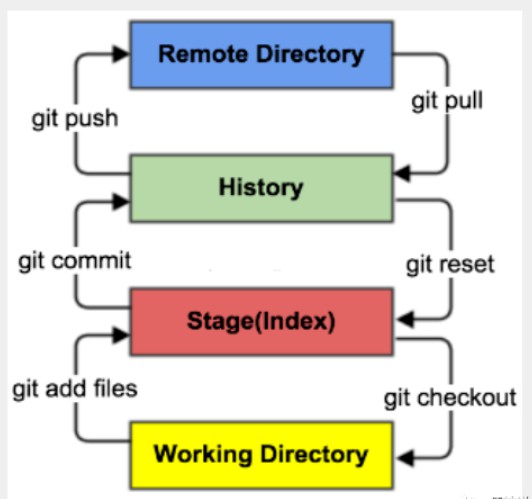 Remote Directory
git pull
git push
History
git commit
git reset
Stage(Index)
git add files
git checkout
Working Directory